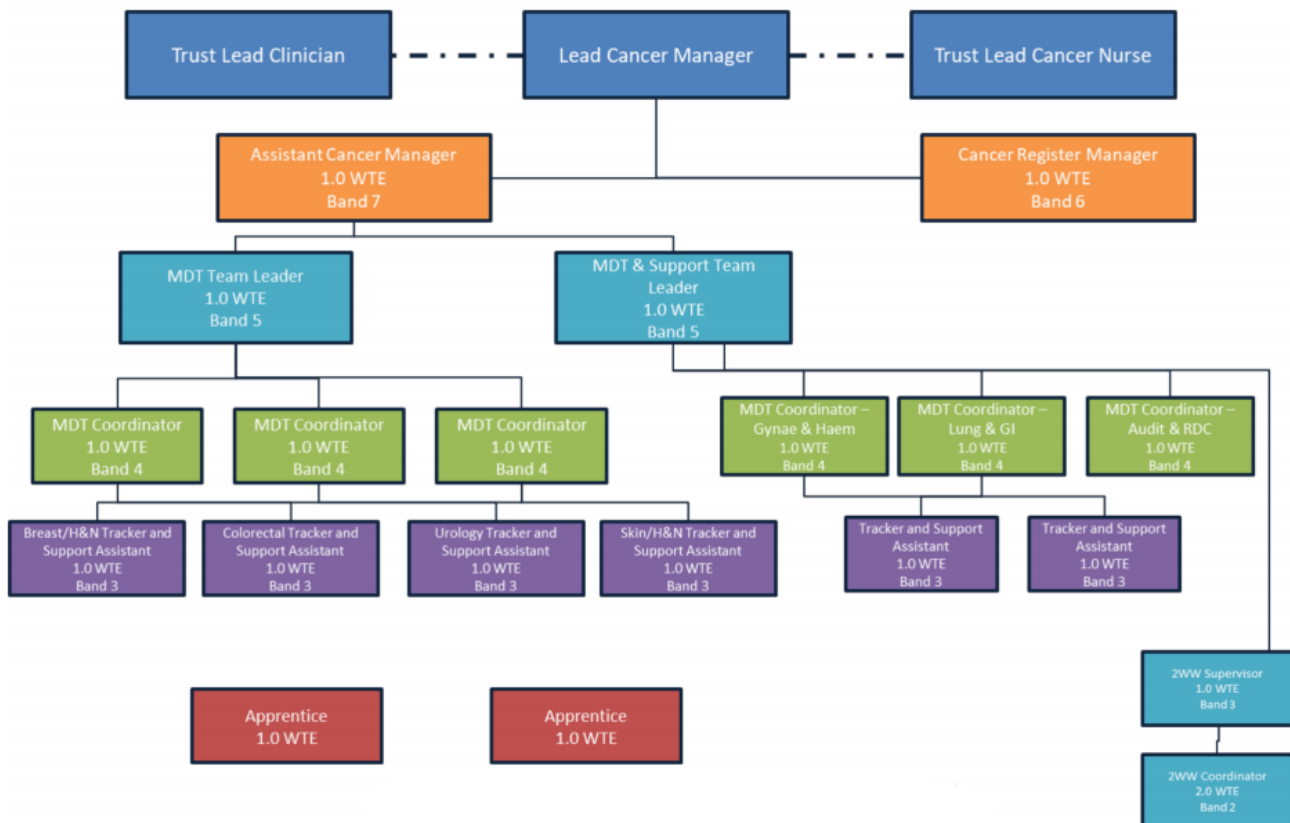 Trust Lead Clinician
Lead Cancer Manager
Trust Lead Cancer Nurse
Assistant Cancer Manager
1.0 WTE
Band 7
Cancer Register Manager
1.0 WTE
Band 6
MDT Team Leader
1.0 WTE
Band 5
MDT & Support Team
Leader
1.0 WTE
Band 5
MDT Coordinator
1.0 WTE
Band 4
MDT Coordinator
1.0 WTE
Band 4
MDT Coordinator
1.0 WTE
Band 4
MDT Coordinator –
Gynae & Haem
1.0 WTE
Band 4
MDT Coordinator –
Lung & GI
1.0 WTE
Band 4
MDT Coordinator –
Audit & RDC
1.0 WTE
Band 4
Breast/H&N Tracker and
Support Assistant
1.0 WTE
Band 3
Colorectal Tracker and
Support Assistant
1.0 WTE
Band 3
Urology Tracker and
Support Assistant
1.0 WTE
Band 3
Skin/H&N Tracker and
Support Assistant
1.0 WTE
Band 3
Tracker and Support
Assistant
1.0 WTE
Band 3
Tracker and Support
Assistant
1.0 WTE
Band 3
Apprentice
1.0 WTE
Apprentice
1.0 WTE
2WW Supervisor
1.0 WTE
Band 3
2WW Coordinator
2.0 WTE
Band 2